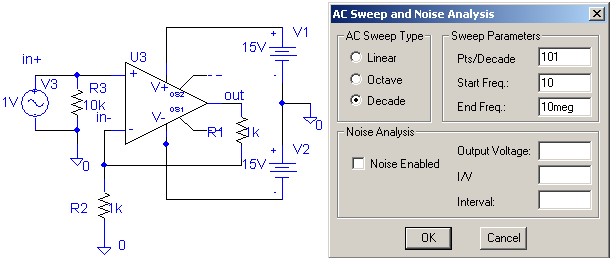 in+
V3
1V
R3
10k
in-
R2
1k
0
0
U3
+
-
V+
OS2
OS1
V-
out
R1
1k
15V
+
-
V1
0
15V
+
-
V2
AC Sweep and Noise Analysis
AC Sweep Type
Linear
Octave
Decade
Sweep Parameters
Pts/Decade 101
Start Freq.: 10
End Freq.: 10meg
Noise Analysis
Noise Enabled
Output Voltage:
I/V
Interval:
OK Cancel